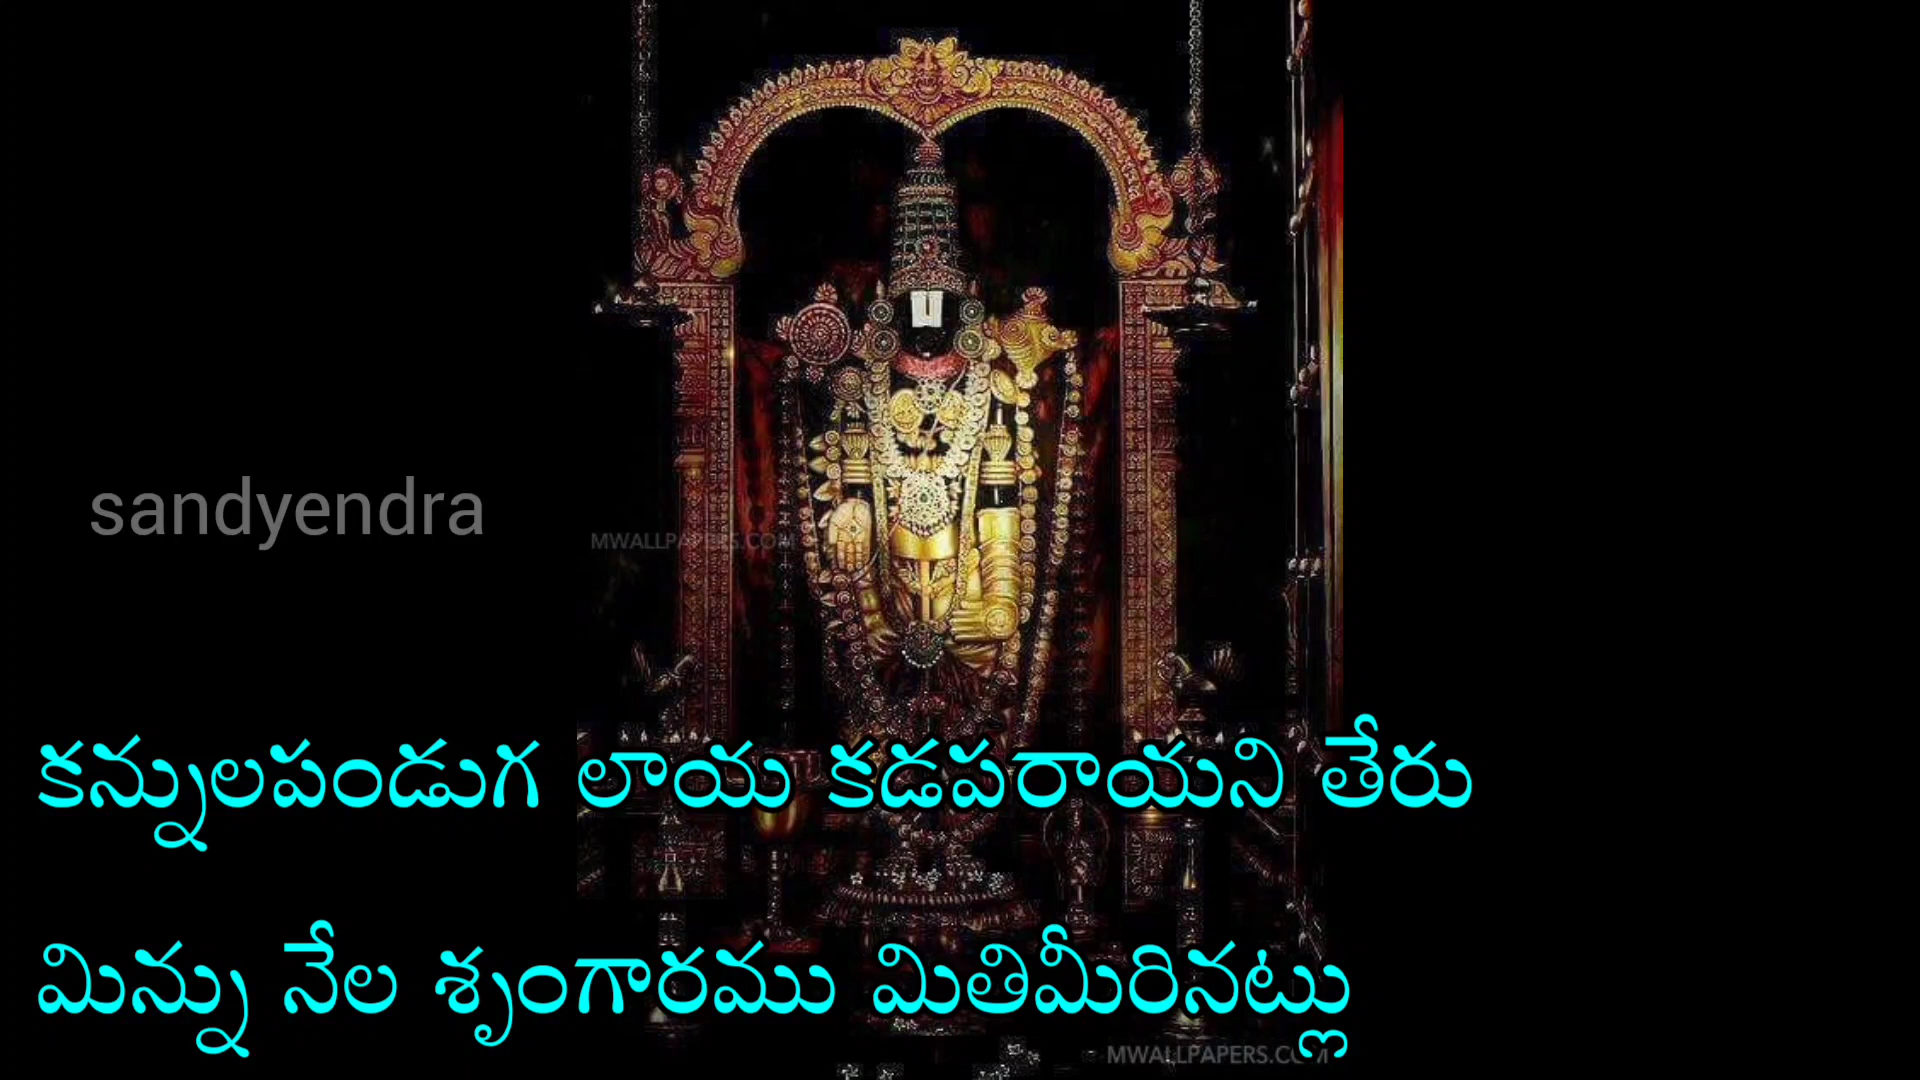 sandyendra
MWALLPAPERS.COM
కన్నులపండుగ లాయ కడపరాయని తేరు
మిన్ను నేల శృంగారము మితిమీరినట్లు
MWALLPAPERS.COM